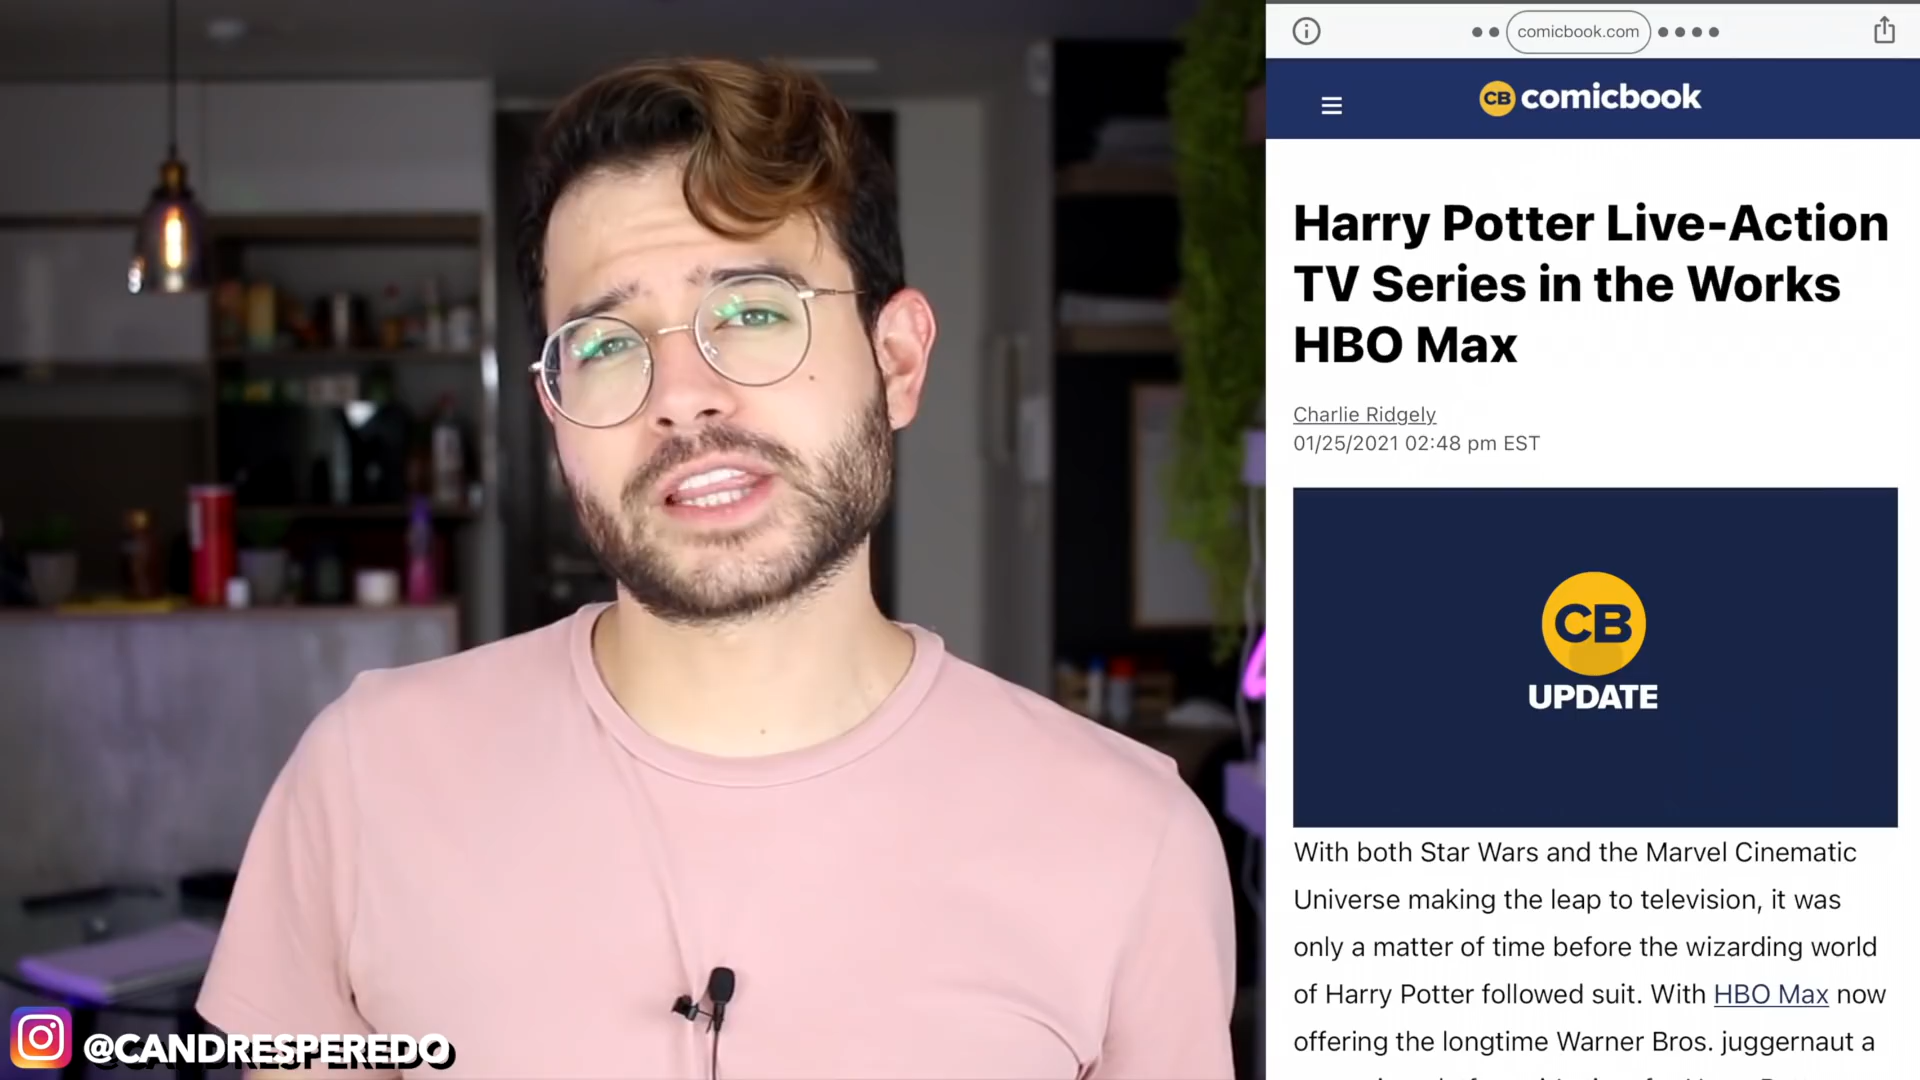 comicbook.com
CB comicbook
Harry Potter Live-Action
TV Series in the Works
HBO Max
Charlie Ridgely
01/25/2021 02:48 pm EST
CB
UPDATE
With both Star Wars and the Marvel Cinematic
Universe making the leap to television, it was
only a matter of time before the wizarding world
of Harry Potter followed suit. With HBO Max now
offering the longtime Warner Bros. juggernaut a
@CANDRESPEREDO